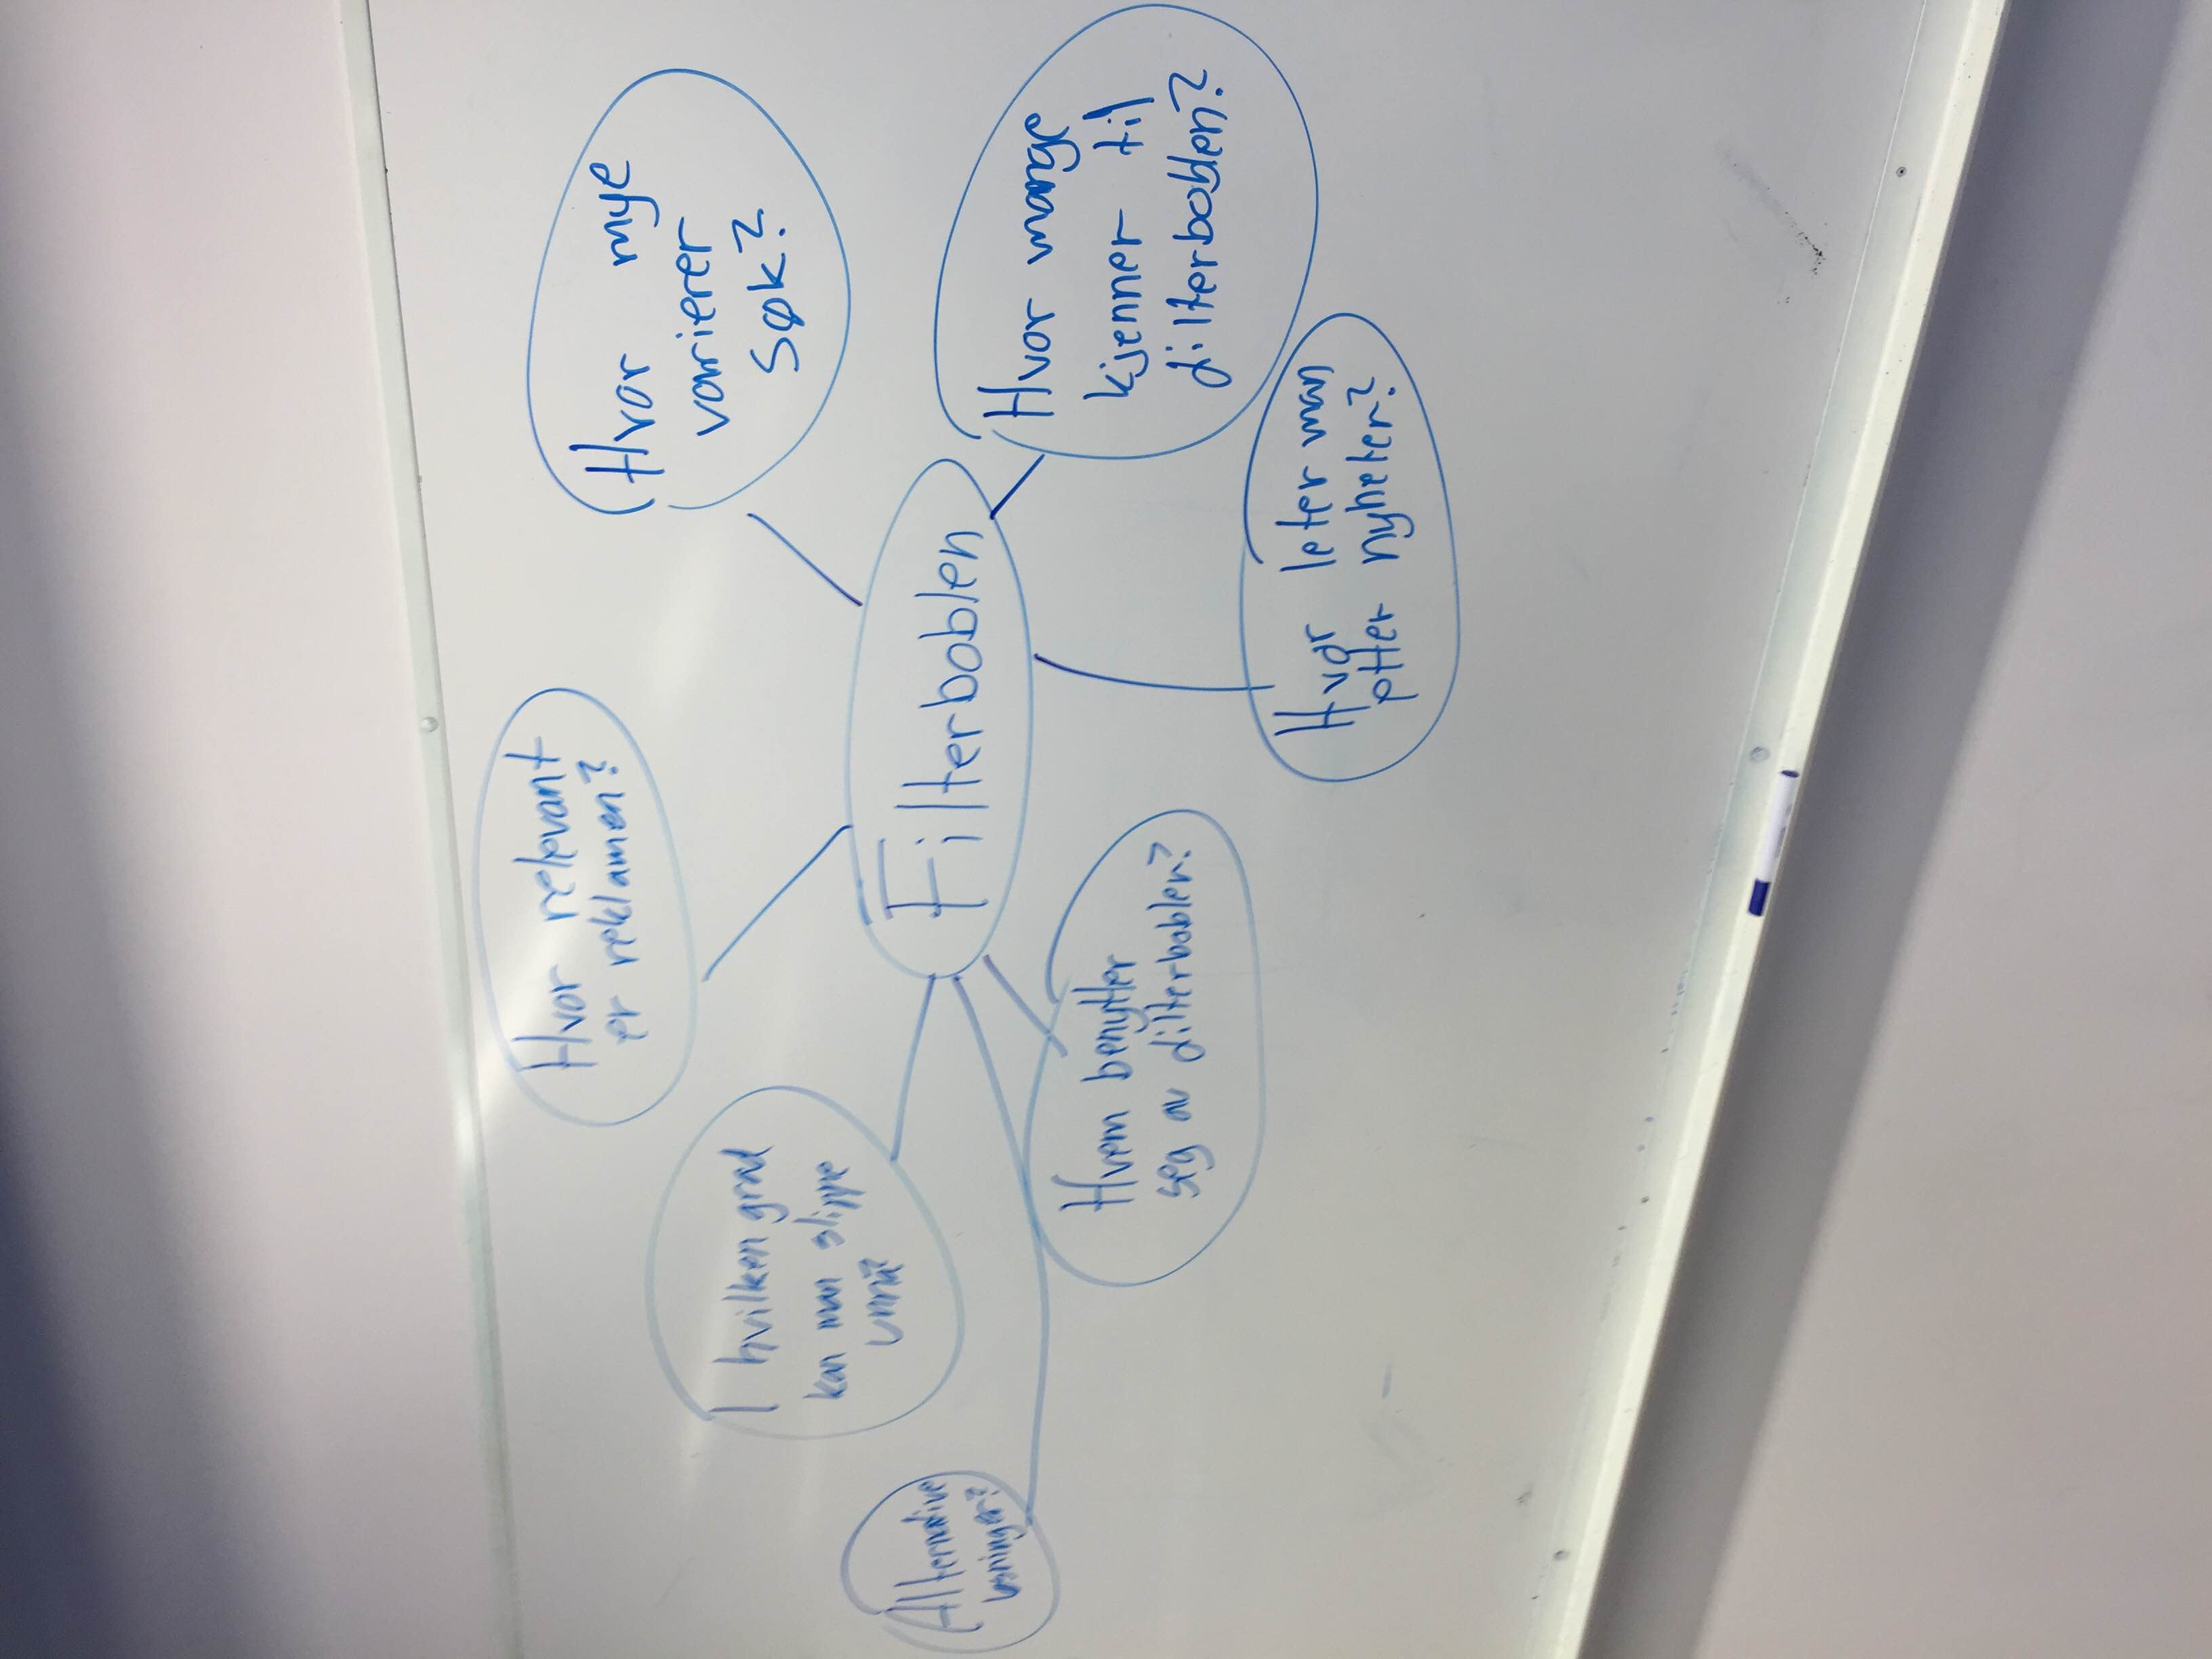 Hvor relevant
er reklamen?
Hvor mye
varierer
søk?
I hvilken grad
kan man slippe
unna?
Alternative
løsninger?
Filterboblen
Hvem benytter
seg av filterboblen?
Hvor mange
kjenner til
filterboblen?
Hvor leter man
etter nyheter?